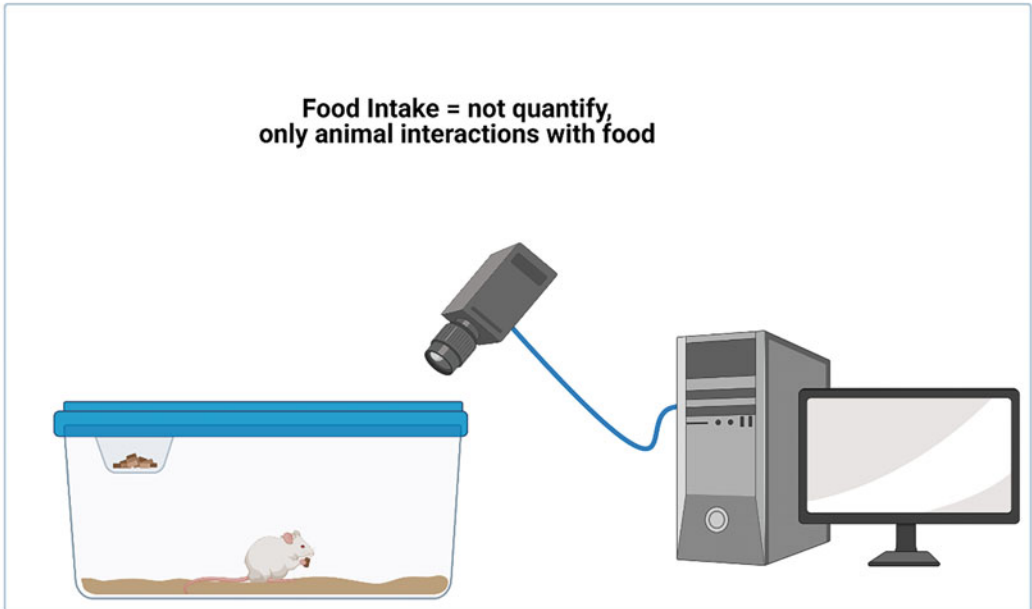 Food Intake = not quantify,
only animal interactions with food